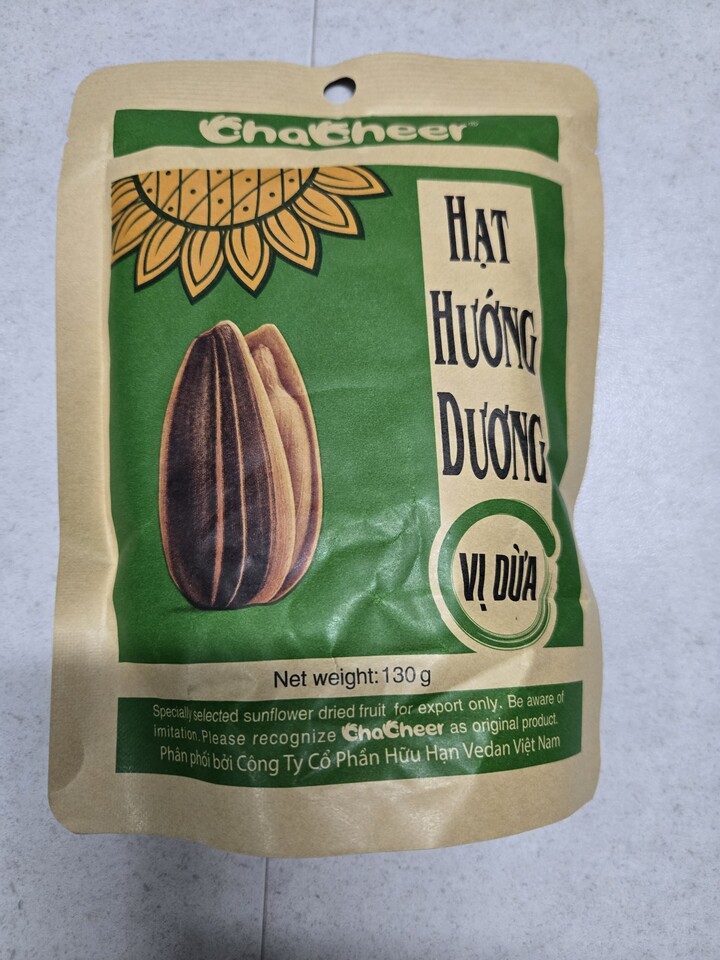 ChaCheer
HẠT
HƯỚNG
DƯƠNG
VỊ DỪA
Net weight: 130 g
Specially selected sunflower dried fruit for export only. Be aware of
imitation. Please recognize ChaCheer as original product.
Phân phối bởi Công Ty Cổ Phần Hữu Hạn Vedan Việt Nam